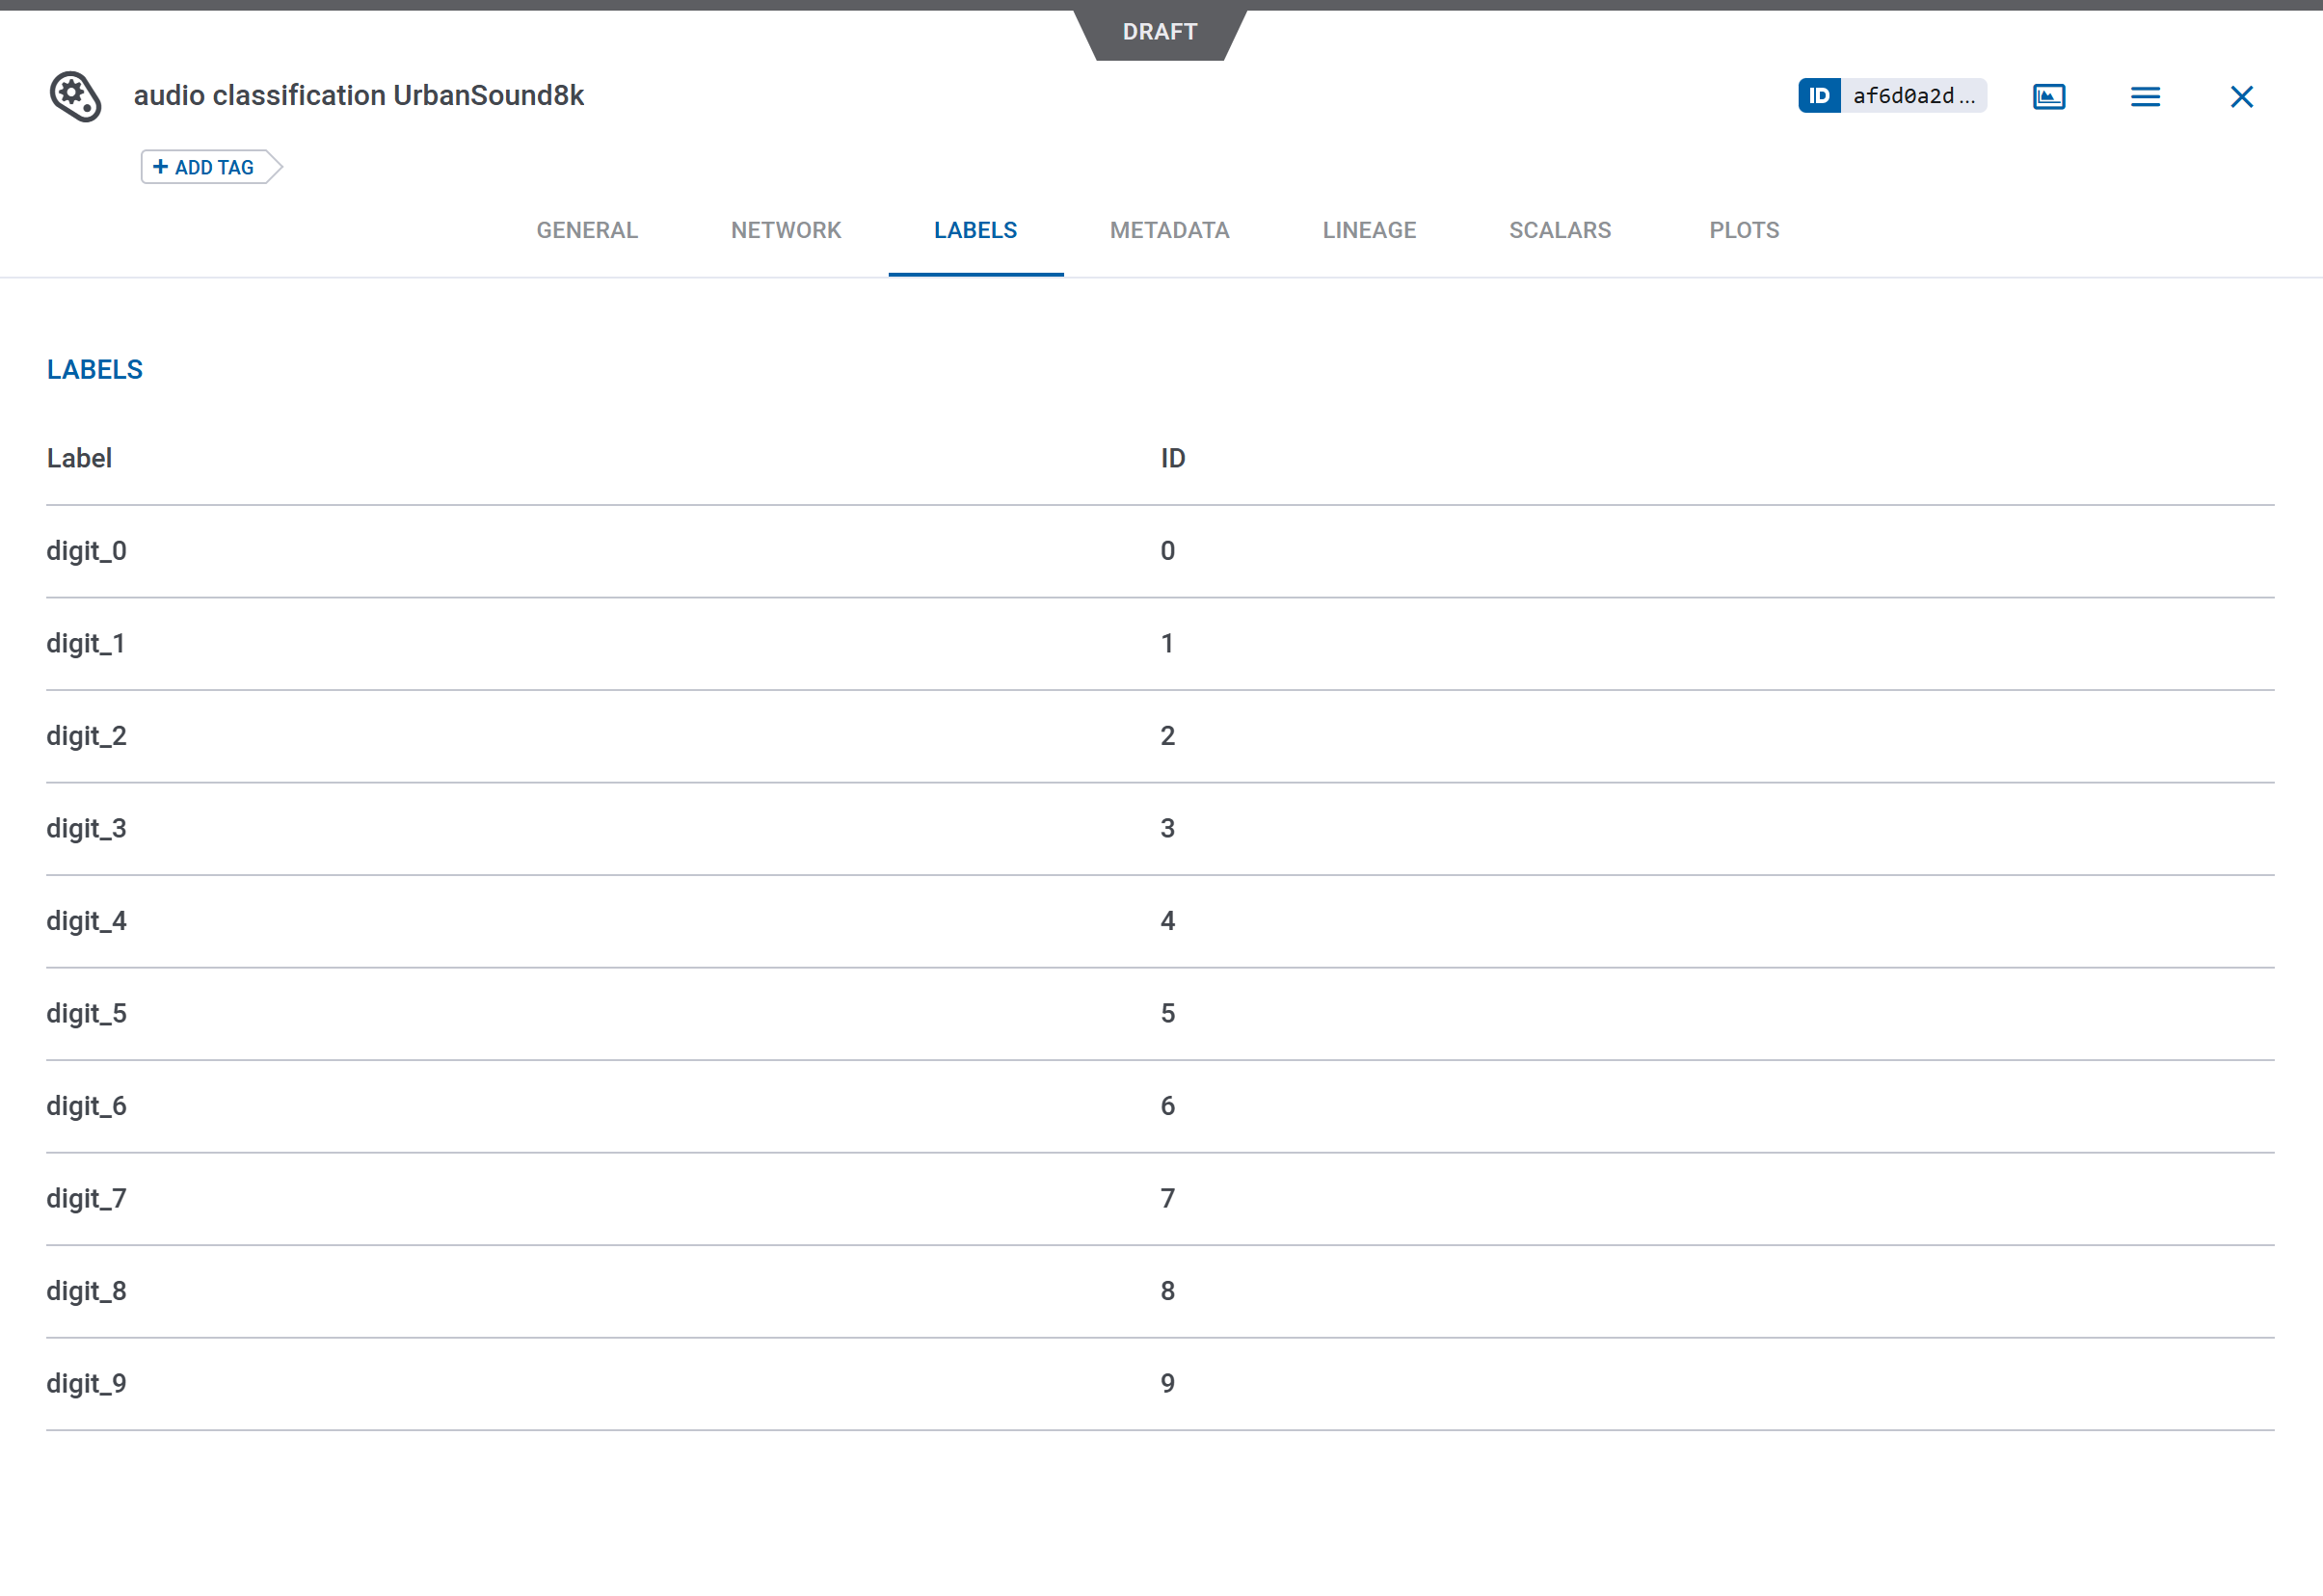 DRAFT
audio classification UrbanSound8k
ID af6d0a2d...
+ ADD TAG
GENERAL NETWORK LABELS METADATA LINEAGE SCALARS PLOTS
LABELS
Label ID
digit_0 0
digit_1 1
digit_2 2
digit_3 3
digit_4 4
digit_5 5
digit_6 6
digit_7 7
digit_8 8
digit_9 9